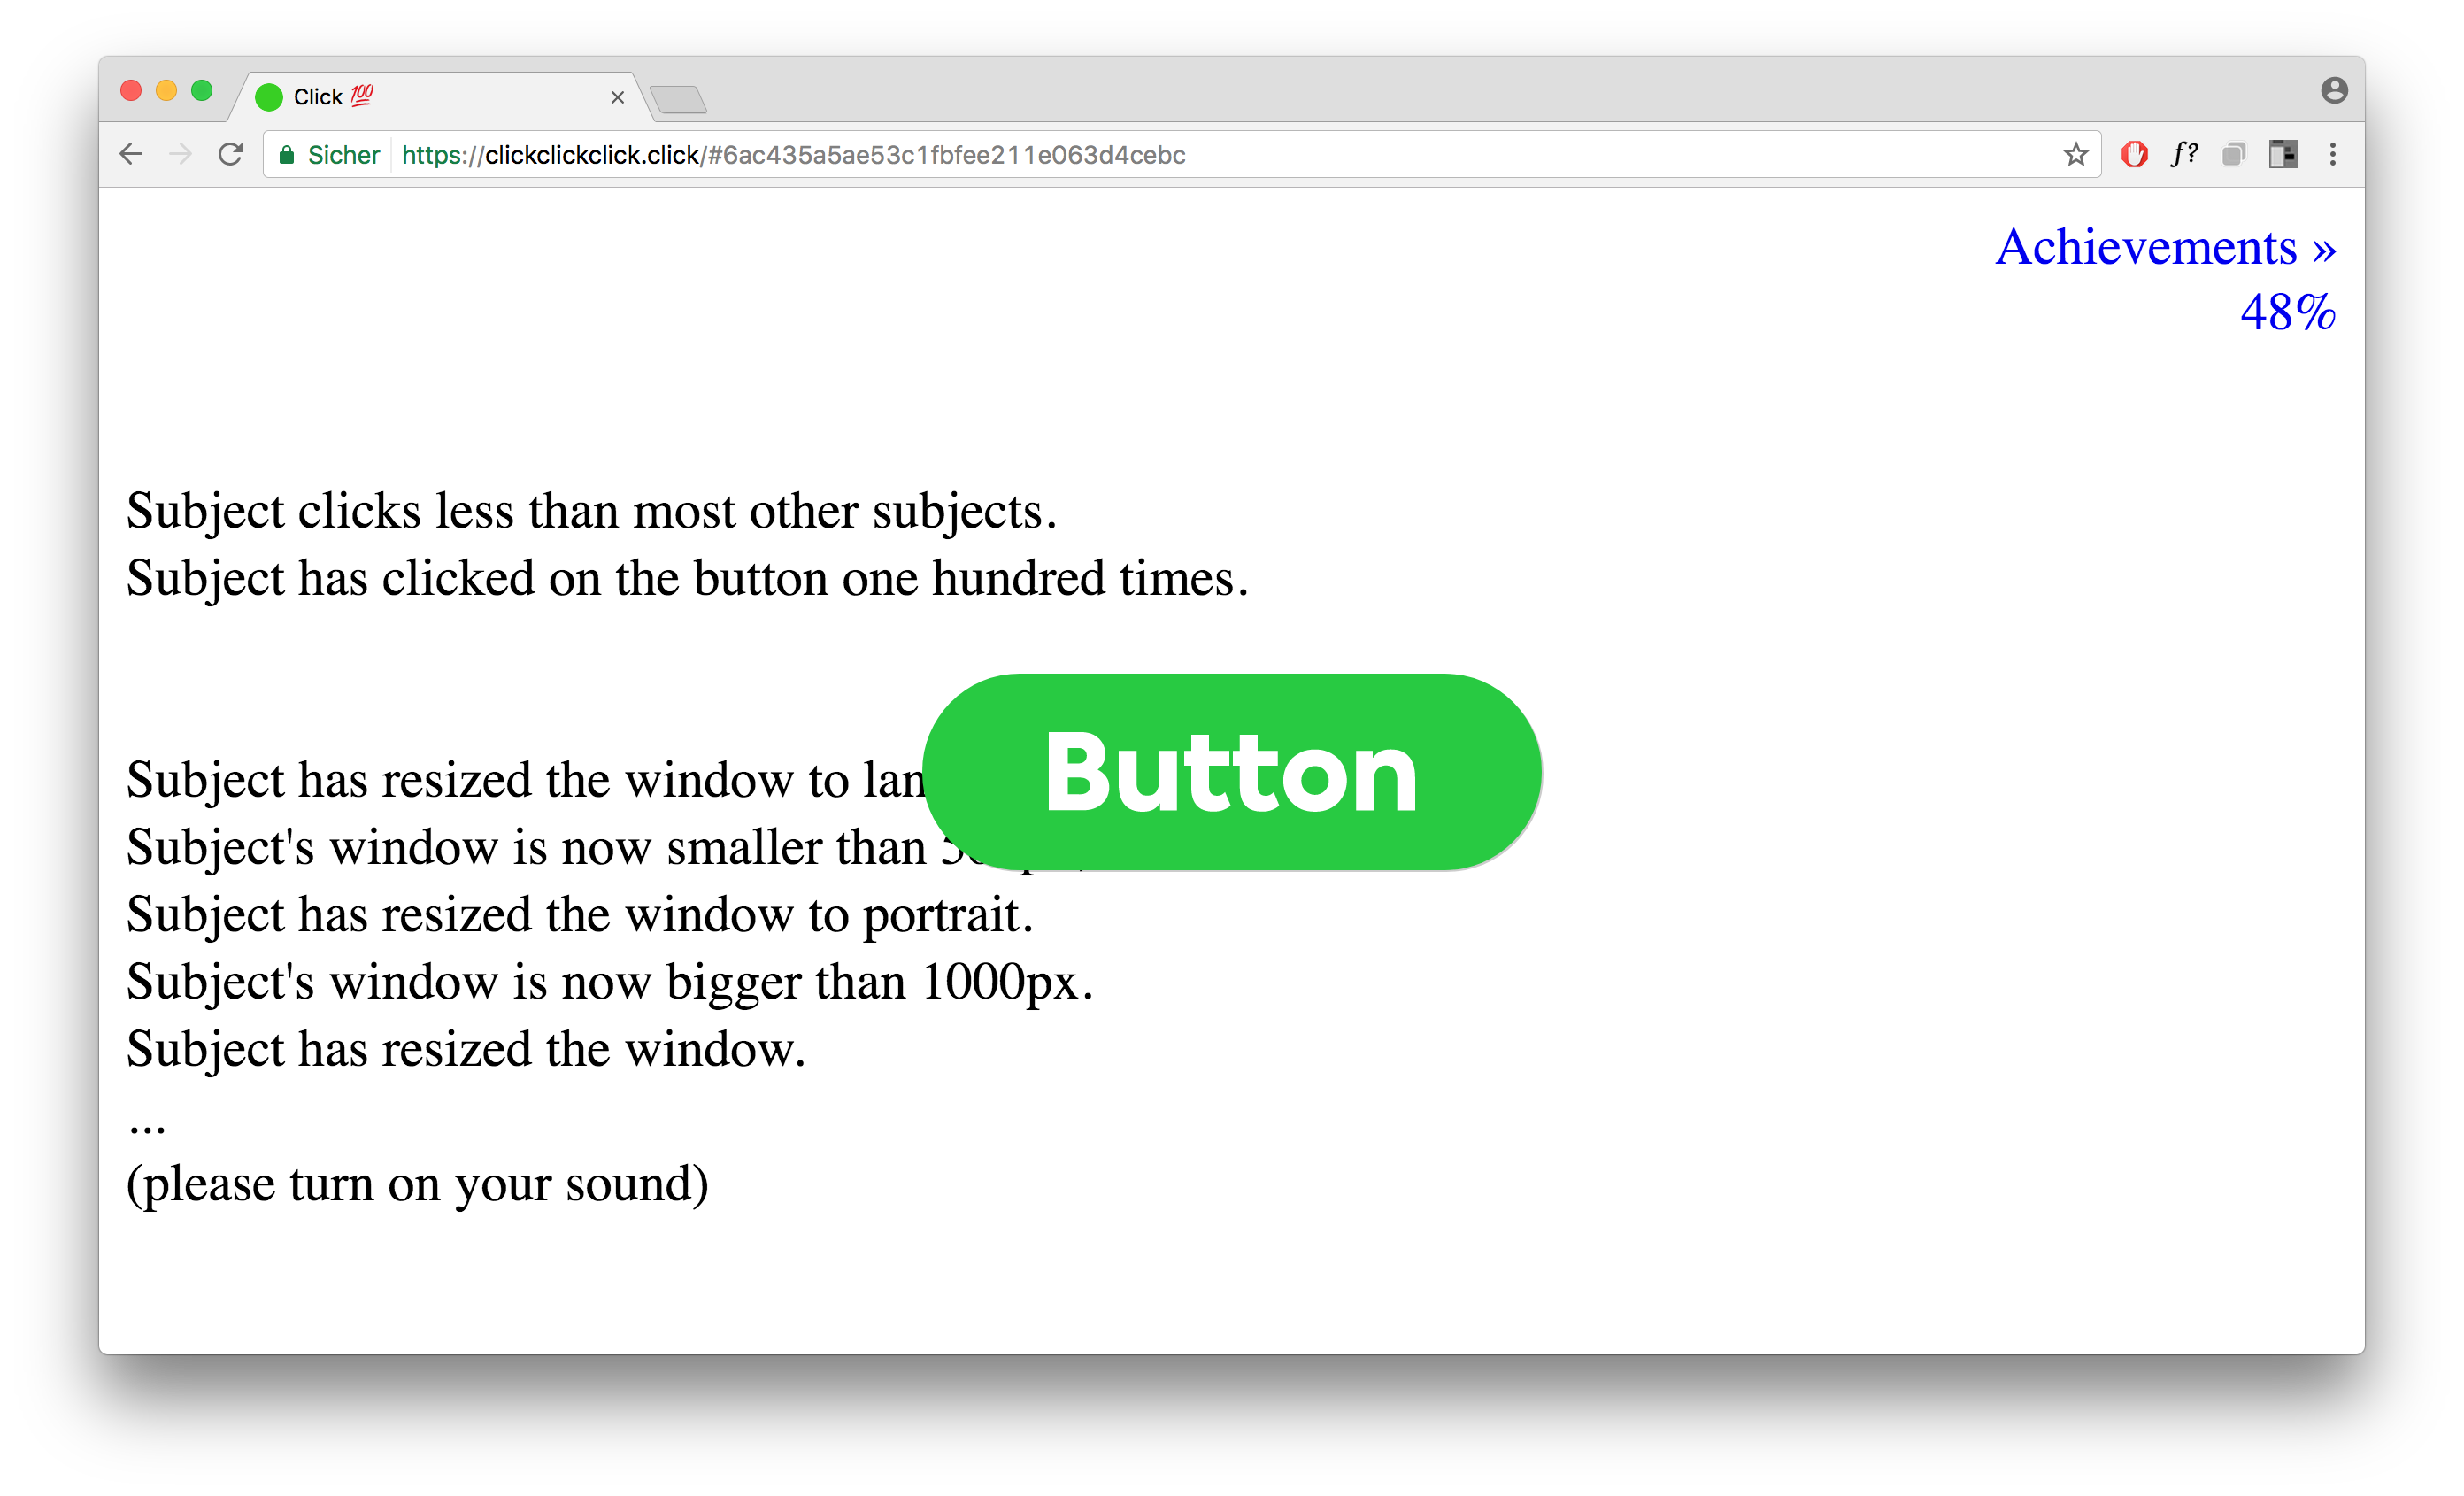 Click 💯
Sicher https://clickclickclick.click/#6ac435a5ae53c1fbfee211e063d4cebc
f?
Achievements »
48%
Subject clicks less than most other subjects.
Subject has clicked on the button one hundred times.
Button
Subject has resized the window to
Subject's window is now smaller than
Subject has resized the window to portrait.
Subject's window is now bigger than 1000px.
Subject has resized the window.
...
(please turn on your sound)